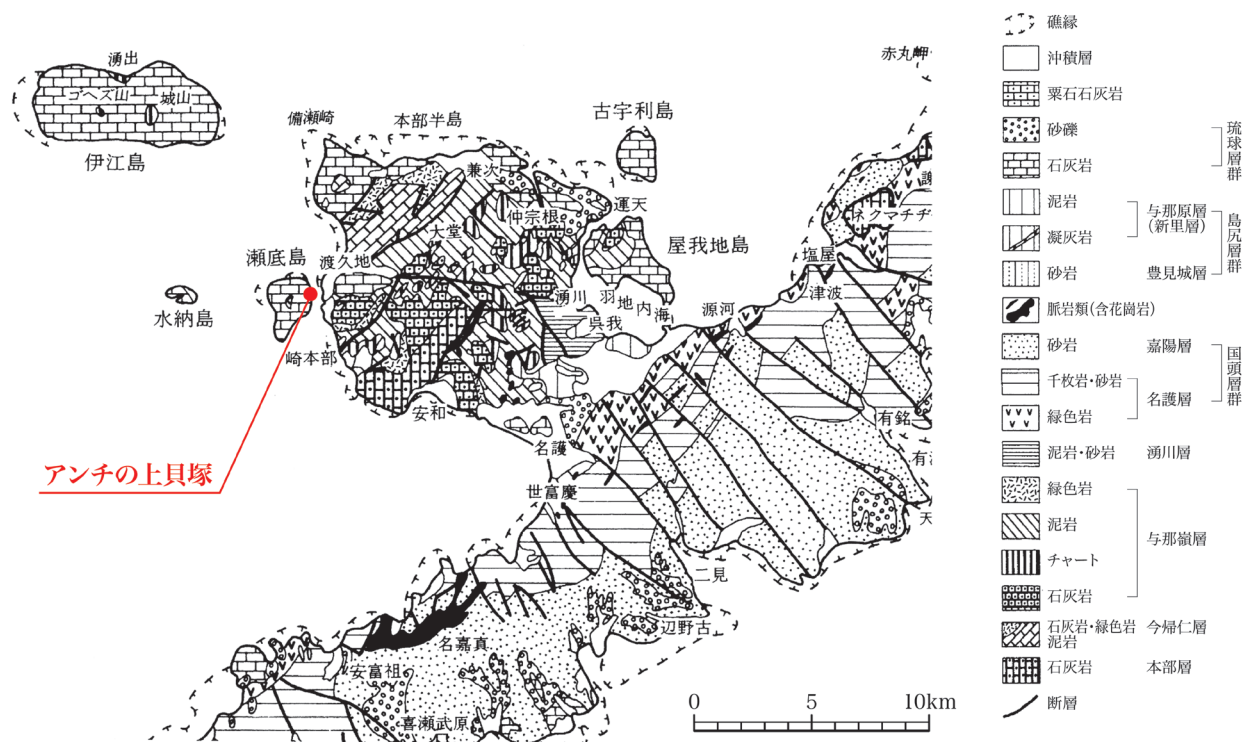 赤丸岬
湧出
ゴヘズ山
城山
伊江島
備瀬崎
本部半島
古宇利島
兼次
運天
仲宗根
大堂
屋我地島
ネクマチヂ
塩屋
瀬底島
渡久地
水納島
湧川
羽地内海
呉我
源河
津波
崎本部
安和
名護
有銘
世富慶
二見
辺野古
名嘉真
安富祖
喜瀬武原
アンチの上貝塚
0 5 10km
礁縁
沖積層
粟石石灰岩
砂礫
石灰岩
琉球層群
泥岩
凝灰岩
与那原層
(新里層)
砂岩 豊見城層
島尻層群
脈岩類(含花崗岩)
砂岩 嘉陽層
千枚岩・砂岩
緑色岩
名護層
国頭層群
泥岩・砂岩 湧川層
緑色岩
泥岩
チャート
石灰岩
与那嶺層
石灰岩・緑色岩
泥岩
今帰仁層
石灰岩 本部層
断層